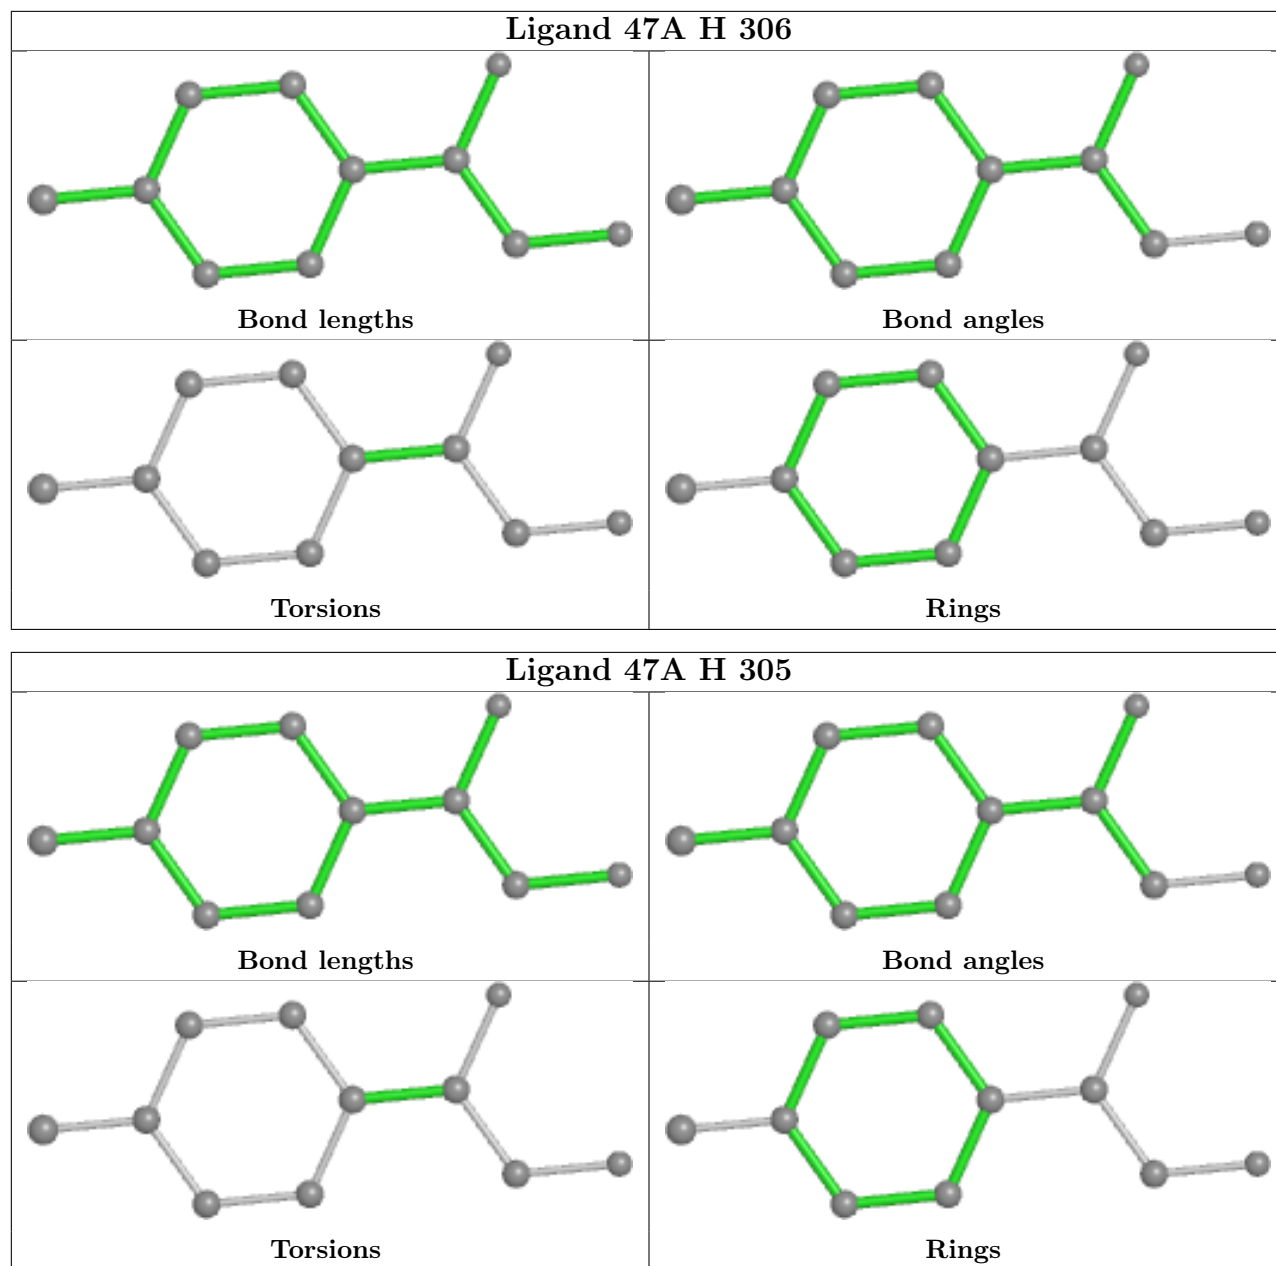 Ligand 47A H 306
Bond lengths
Bond angles
Torsions
Rings
Ligand 47A H 305
Bond lengths
Bond angles
Torsions
Rings